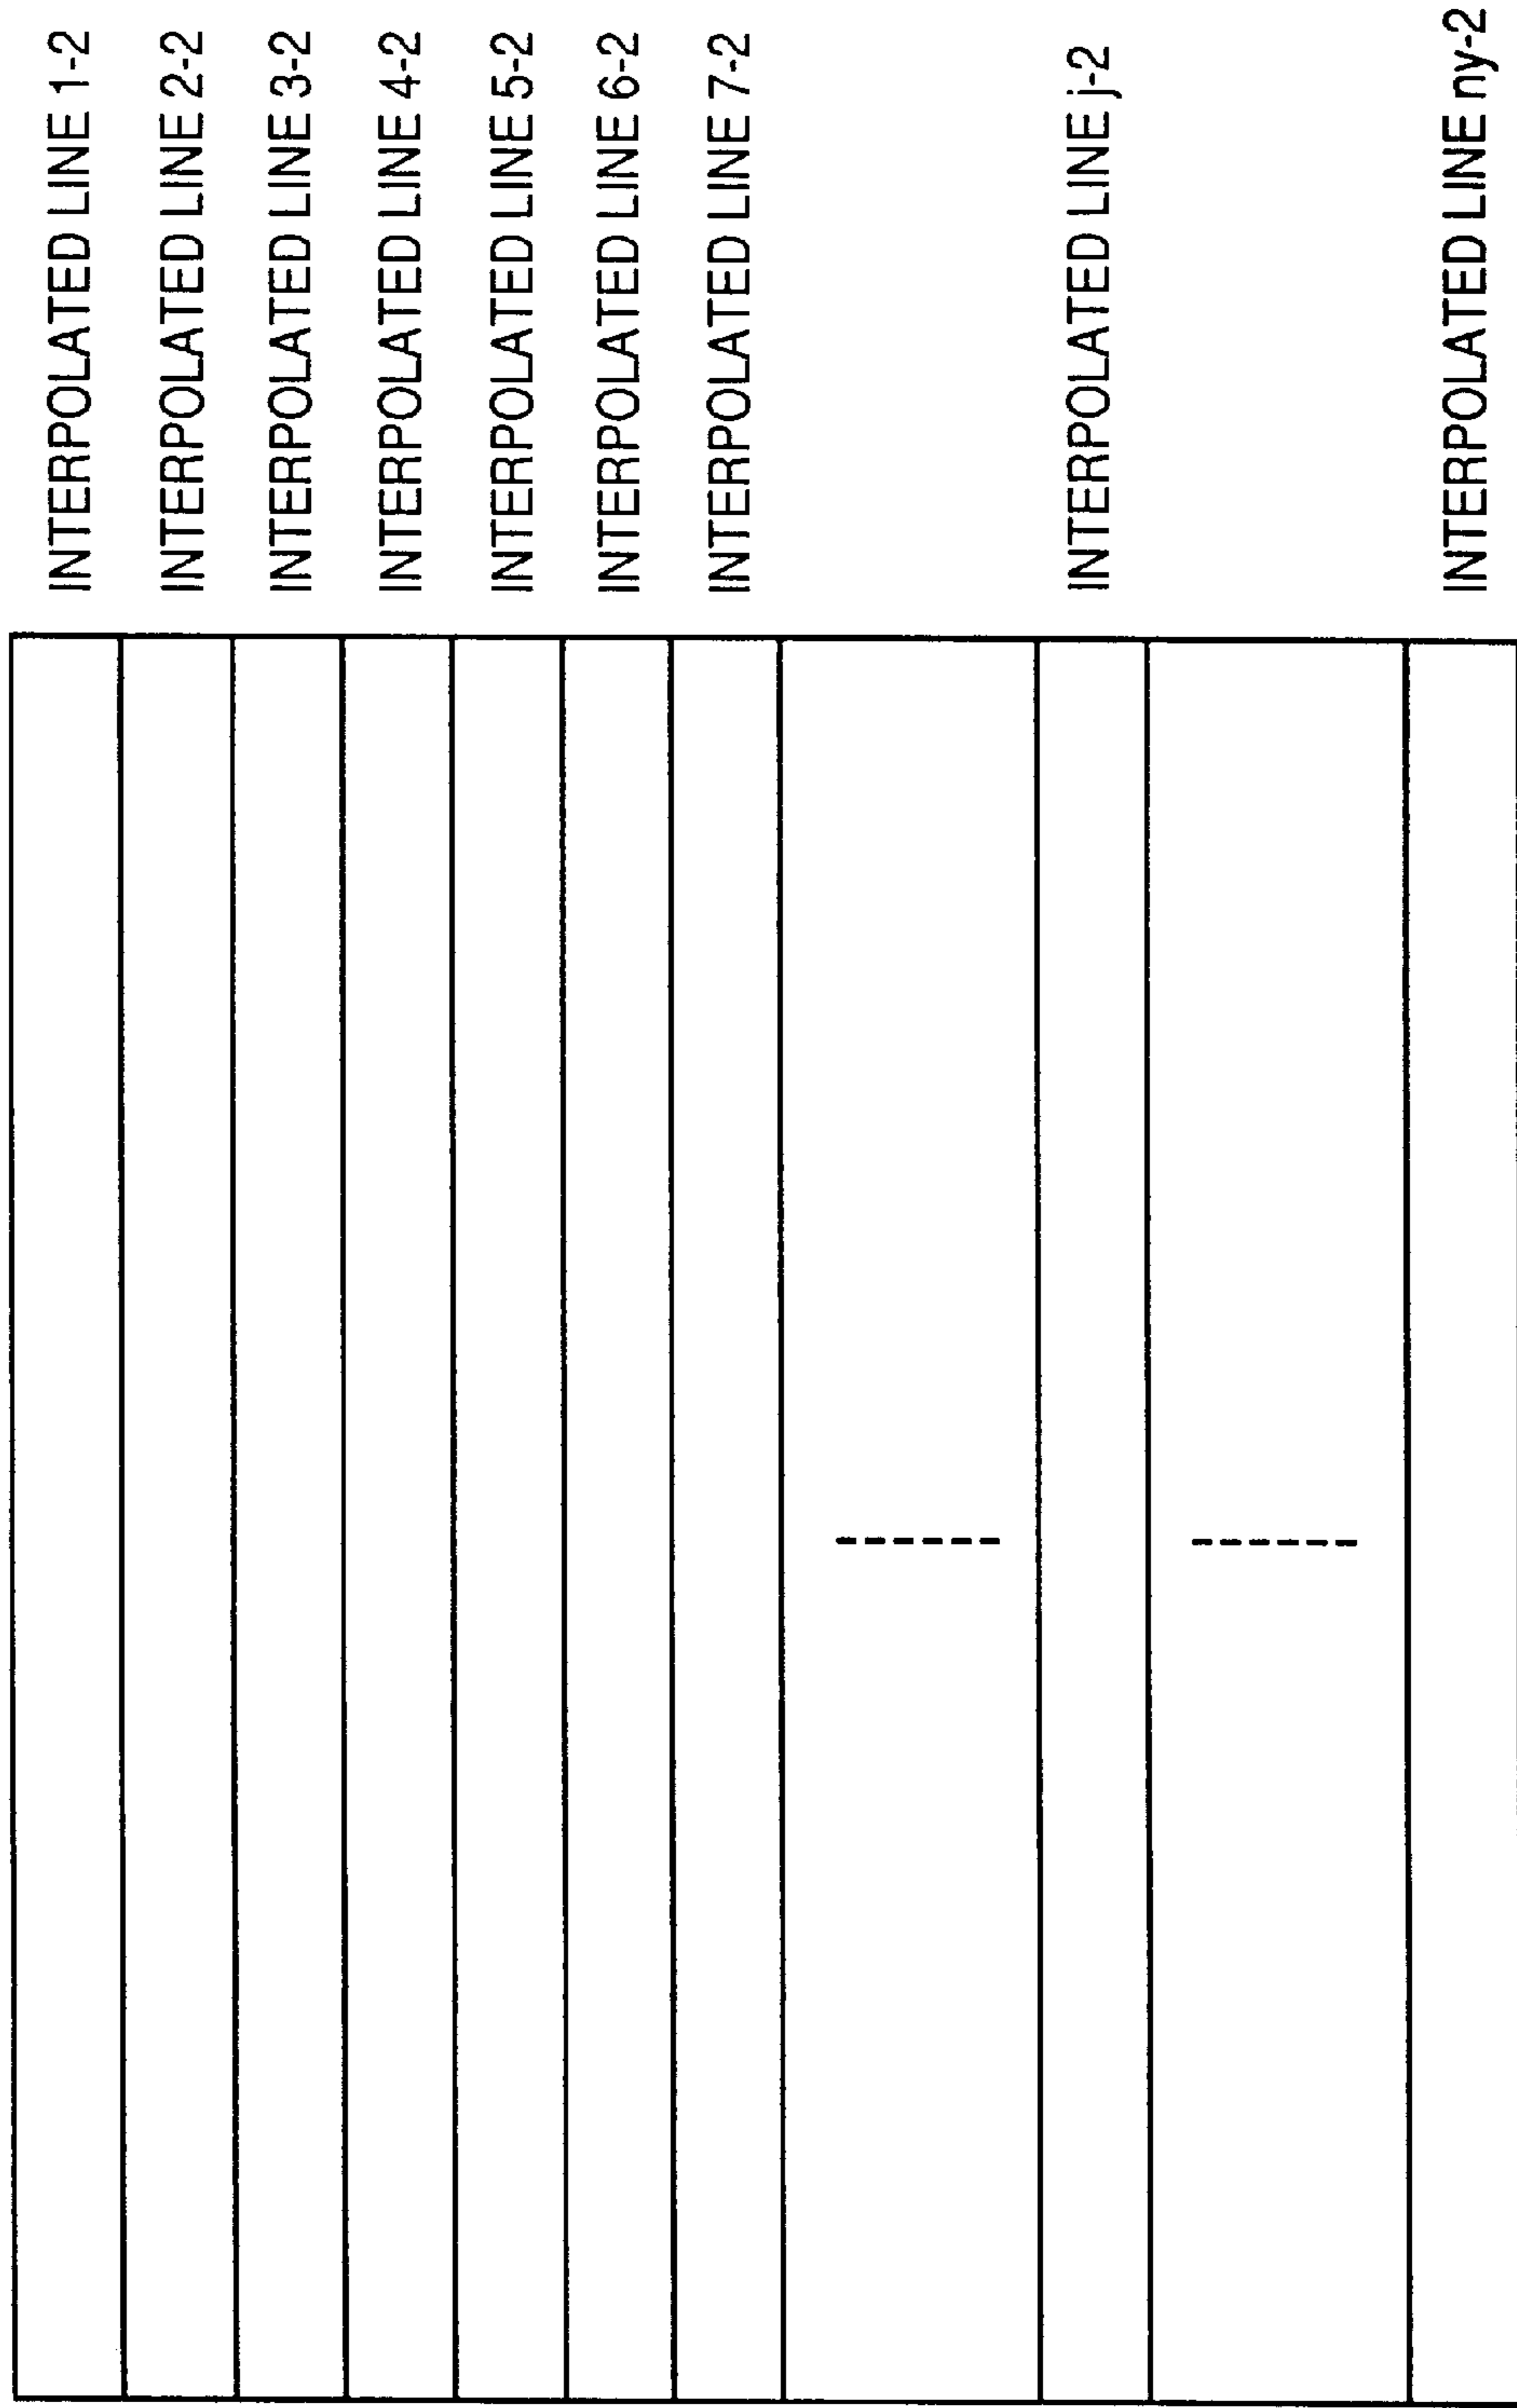 INTERPOLATED LINE 1-2
INTERPOLATED LINE 2-2
INTERPOLATED LINE 3-2
INTERPOLATED LINE 4-2
INTERPOLATED LINE 5-2
INTERPOLATED LINE 6-2
INTERPOLATED LINE 7-2
INTERPOLATED LINE j-2
INTERPOLATED LINE ny-2